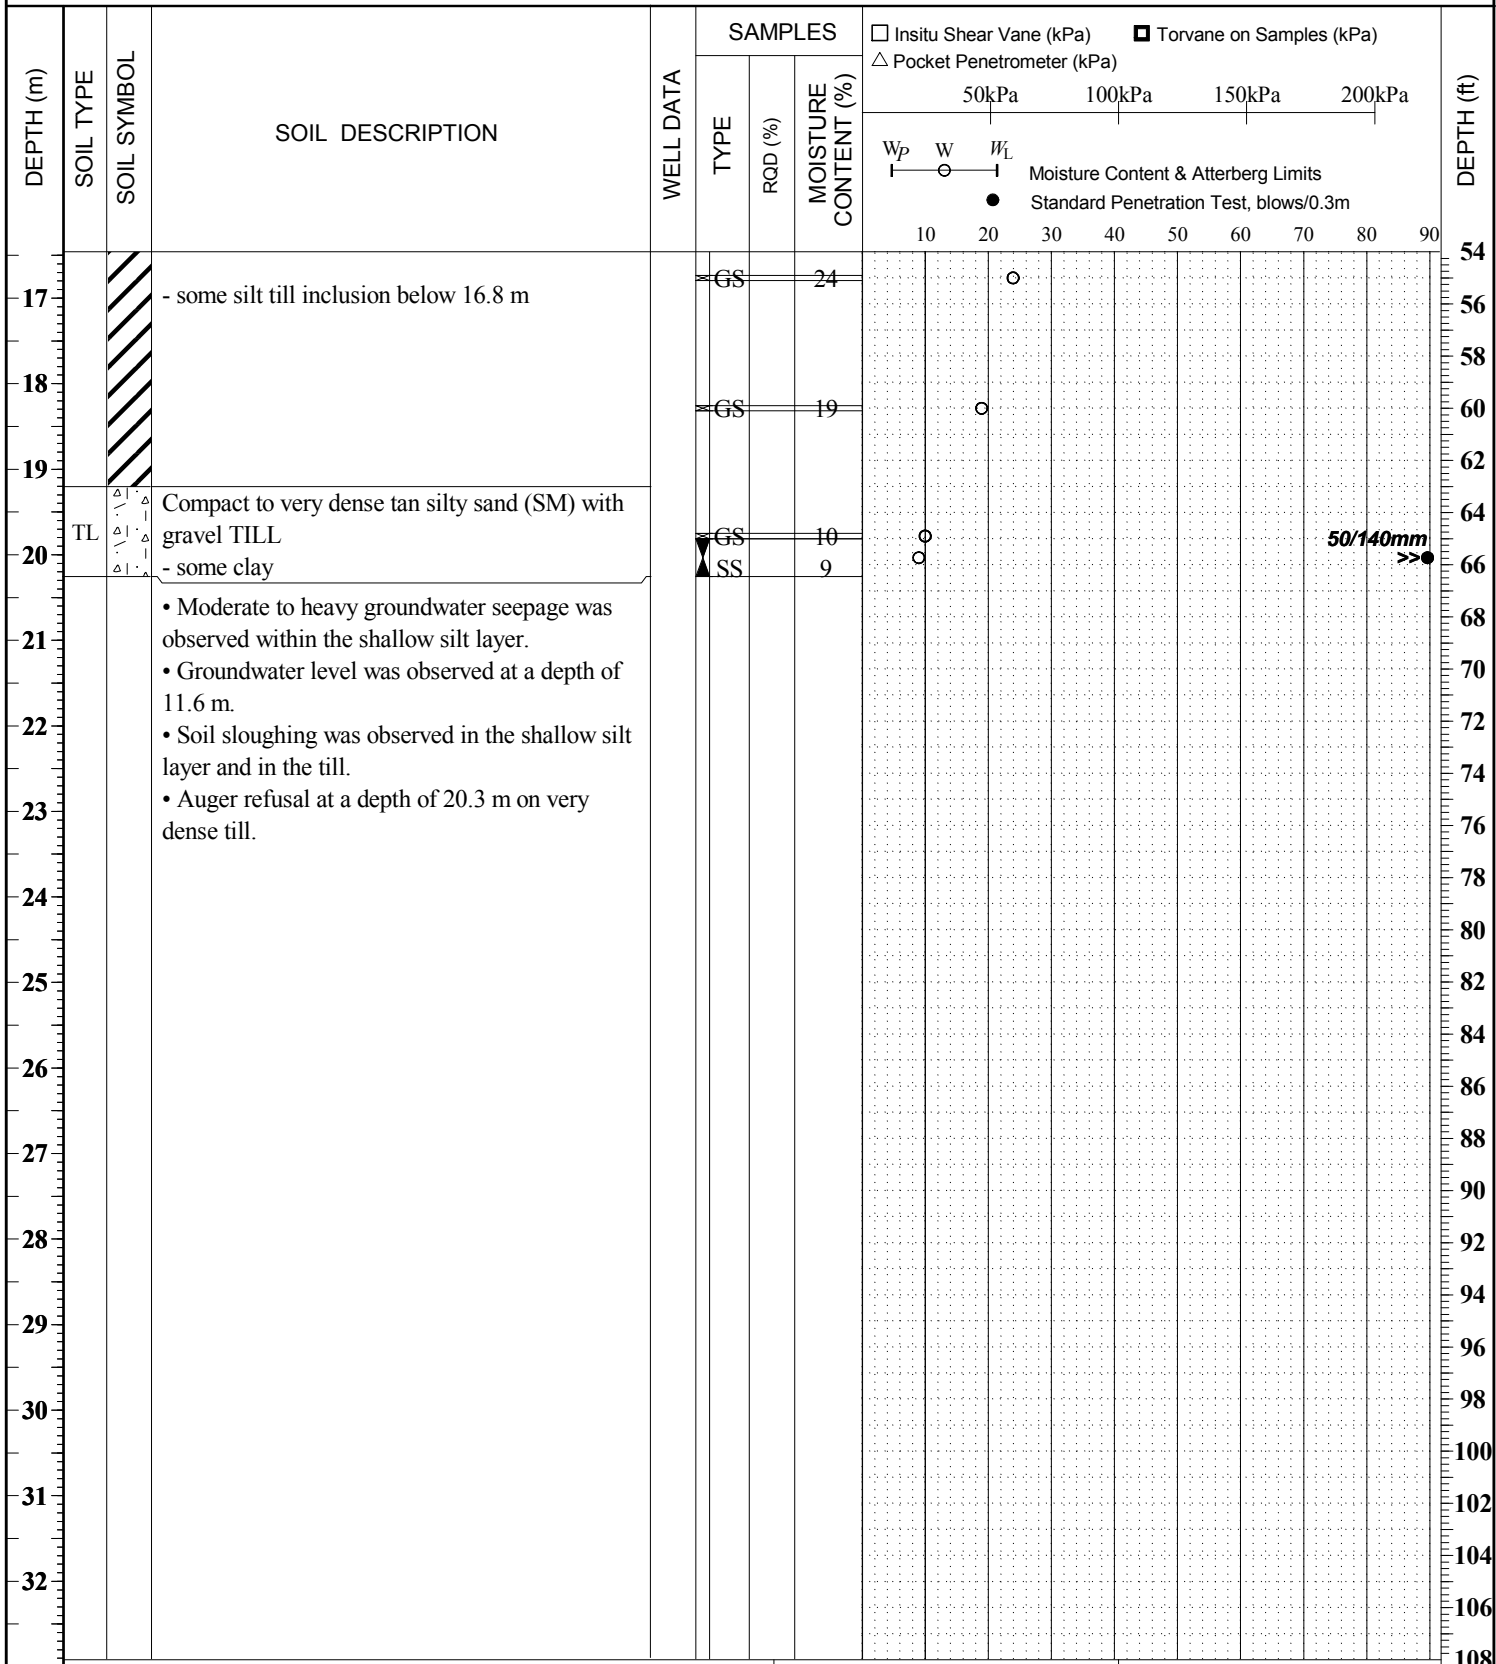 DEPTH (m)
SOIL TYPE
SOIL SYMBOL
SOIL DESCRIPTION
WELL DATA
SAMPLES
TYPE
RQD (%)
MOISTURE
CONTENT (%)
Insitu Shear Vane (kPa) Torvane on Samples (kPa)
Pocket Penetrometer (kPa)
50kPa 100kPa 150kPa 200kPa
WP W WL
Moisture Content & Atterberg Limits
Standard Penetration Test, blows/0.3m
10 20 30 40 50 60 70 80 90
DEPTH (ft)
54
GS 24
17 - some silt till inclusion below 16.8 m
56
58
18
GS 19
60
19
62
Compact to very dense tan silty sand (SM) with
64
TL gravel TILL
GS 10
50/140mm
20 - some clay
SS 9
>> 66
• Moderate to heavy groundwater seepage was
68
21 observed within the shallow silt layer.
• Groundwater level was observed at a depth of
70
11.6 m.
72
22
• Soil sloughing was observed in the shallow silt
layer and in the till.
74
• Auger refusal at a depth of 20.3 m on very
23
76
dense till.
78
24
80
25
82
84
26
86
27
88
90
28
92
94
29
96
98
30
100
31
102
104
32
106
108